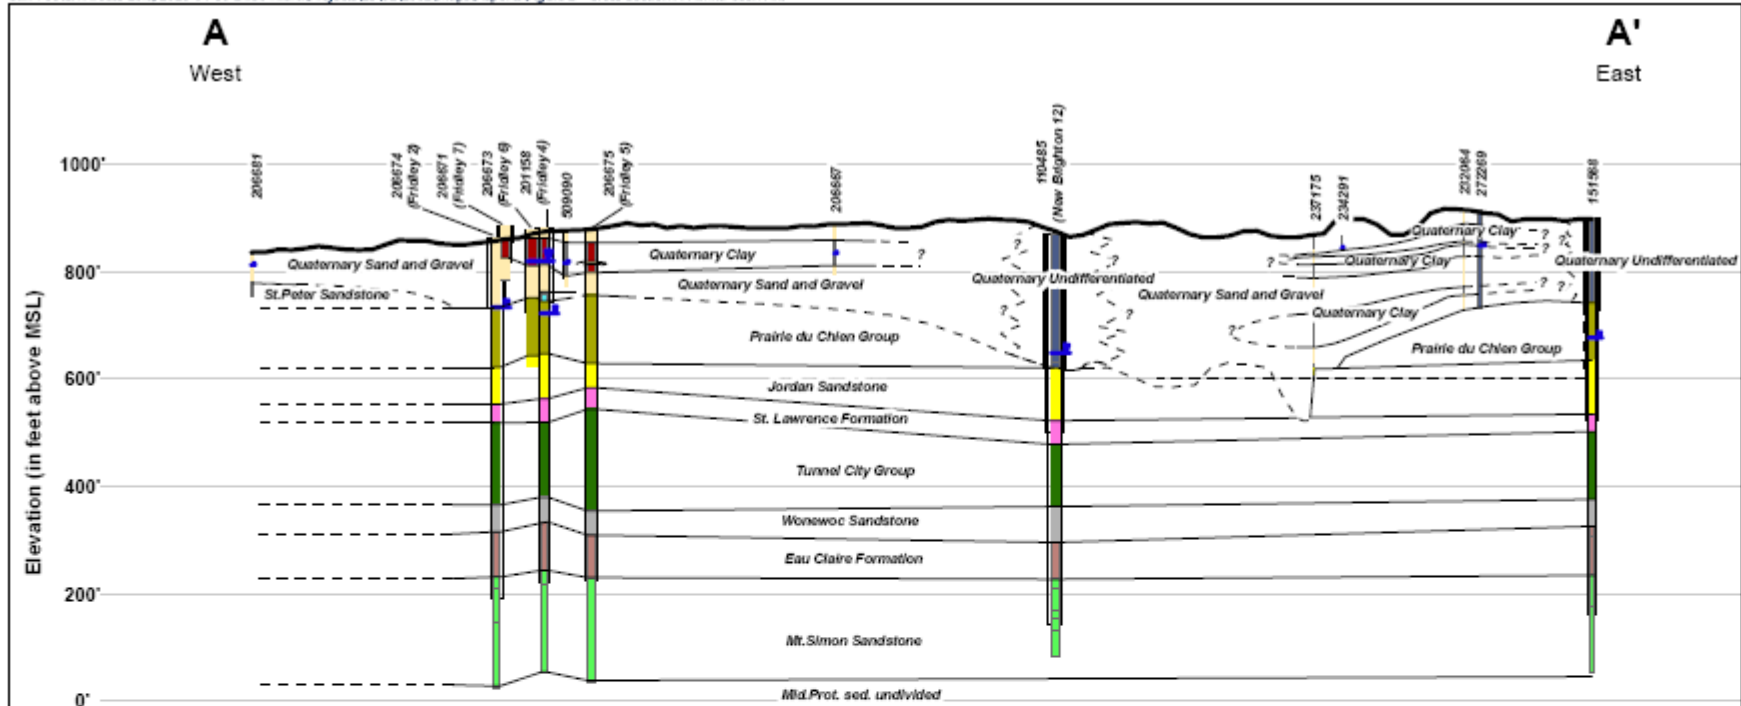 A
A'
West
East
Elevation (in feet above MSL)
1000'
800'
600'
400'
200'
0'
206681
206674
(Fridley 2)
206671
(Fridley 7)
206673
(Fridley 6)
201158
(Fridley 4)
509090
206675
(Fridley 5)
206667
110485
(New Brighton 12)
237175
234291
232064
272269
151568
Quaternary Sand and Gravel
St.Peter Sandstone
Quaternary Clay
?
Quaternary Sand and Gravel
Prairie du Chien Group
Jordan Sandstone
St. Lawrence Formation
Tunnel City Group
Wonewoc Sandstone
Eau Claire Formation
Mt.Simon Sandstone
Mid.Prot. sed. undivided
?
?
?
?
?
?
Quaternary Undifferentiated
Quaternary Sand and Gravel
?
?
Quaternary Clay
Quaternary Clay
Quaternary Clay
?
?
?
?
?
?
Quaternary Undifferentiated
Prairie du Chien Group